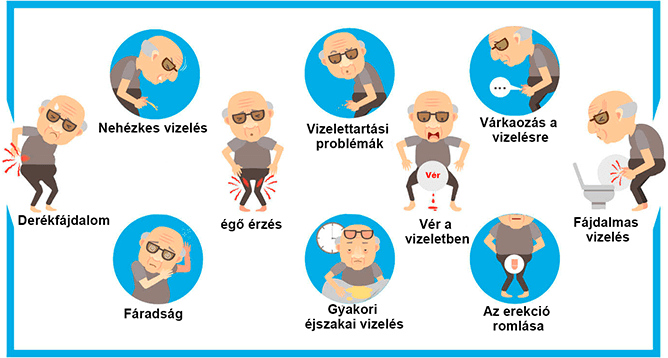 Nehézkes vizelés
Vizelettartási
problémák
Várkaozás a
vizelésre
Derékfájdalom
égő érzés
Vér
Vér a
vizeletben
Fájdalmas
vizelés
Fáradság
Gyakori
éjszakai vizelés
Az erekció
romlása